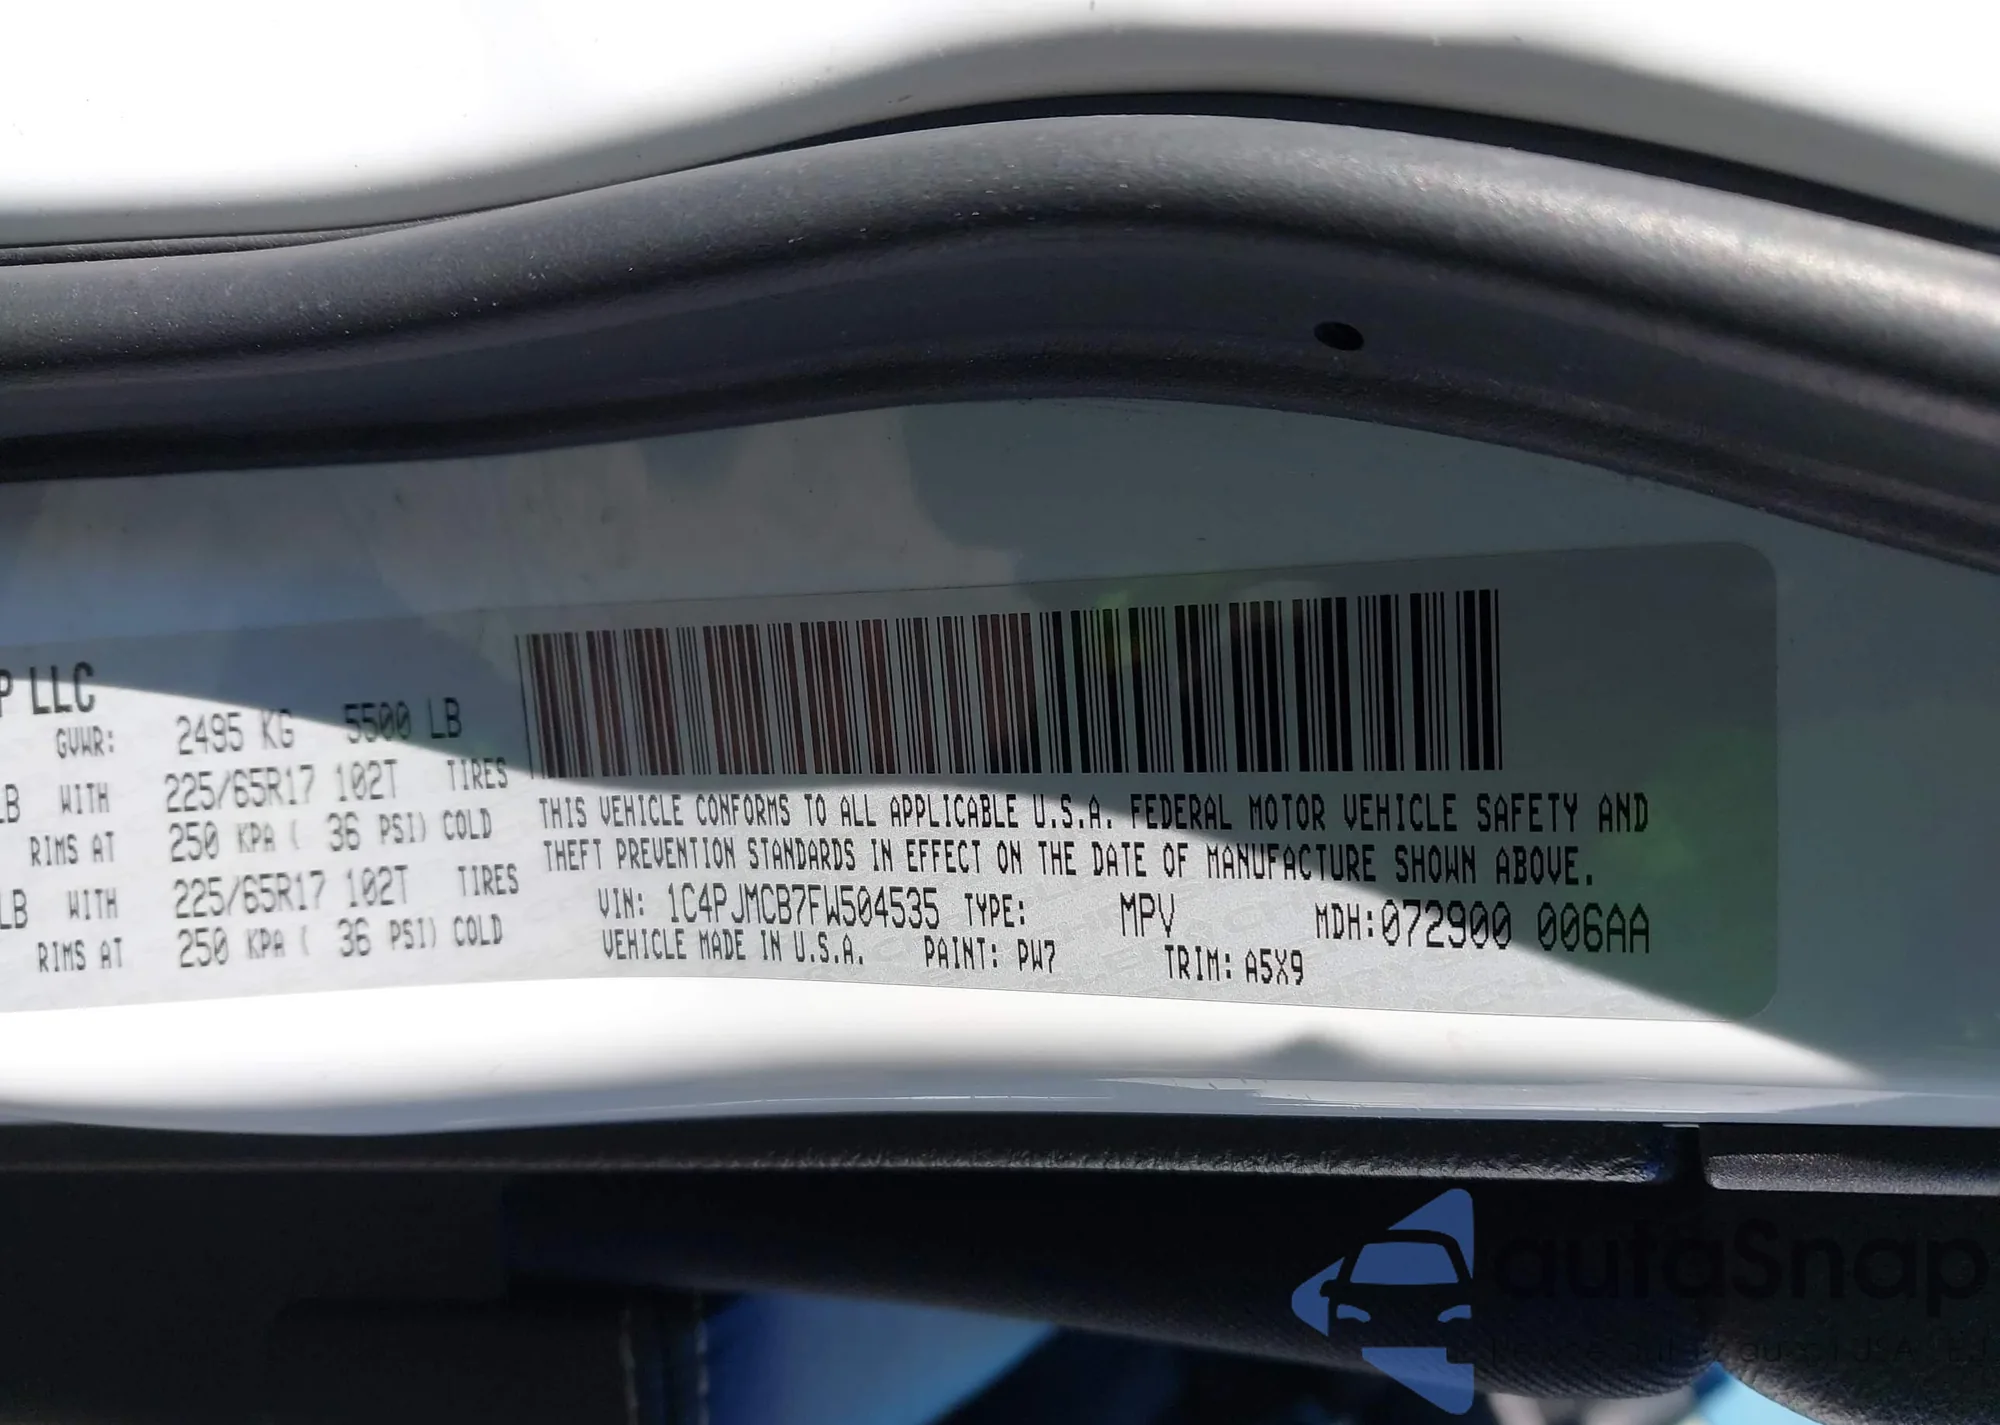 P LLC
GVWR: 2495 KG 5500 LB
LB WITH 225/65R17 102T TIRES
RIMS AT 250 KPA ( 36 PSI) COLD
LB WITH 225/65R17 102T TIRES
RIMS AT 250 KPA ( 36 PSI) COLD
THIS VEHICLE CONFORMS TO ALL APPLICABLE U.S.A. FEDERAL MOTOR VEHICLE SAFETY AND
THEFT PREVENTION STANDARDS IN EFFECT ON THE DATE OF MANUFACTURE SHOWN ABOVE.
VIN: 1C4PJMCB7FW504535 TYPE: MPV MDH:072900 006AA
VEHICLE MADE IN U.S.A. PAINT: PW7 TRIM: A5X9
autaSnap